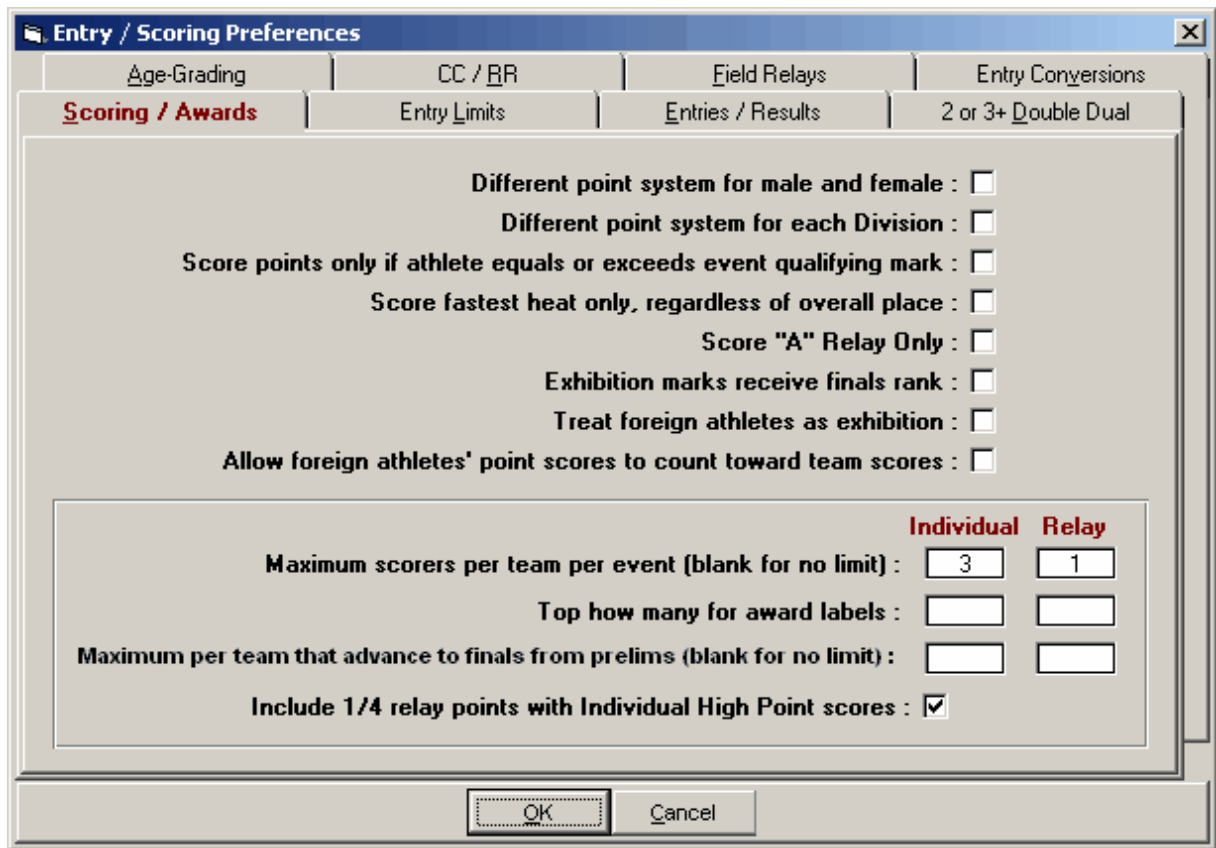 Entry / Scoring Preferences
Age-Grading CC / RR Field Relays Entry Conversions
Scoring / Awards Entry Limits Entries / Results 2 or 3+ Double Dual
Different point system for male and female :
Different point system for each Division :
Score points only if athlete equals or exceeds event qualifying mark :
Score fastest heat only, regardless of overall place :
Score "A" Relay Only :
Exhibition marks receive finals rank :
Treat foreign athletes as exhibition :
Allow foreign athletes' point scores to count toward team scores :
Individual Relay
Maximum scorers per team per event (blank for no limit) : 3 1
Top how many for award labels :
Maximum per team that advance to finals from prelims (blank for no limit) :
Include 1/4 relay points with Individual High Point scores :
OK Cancel